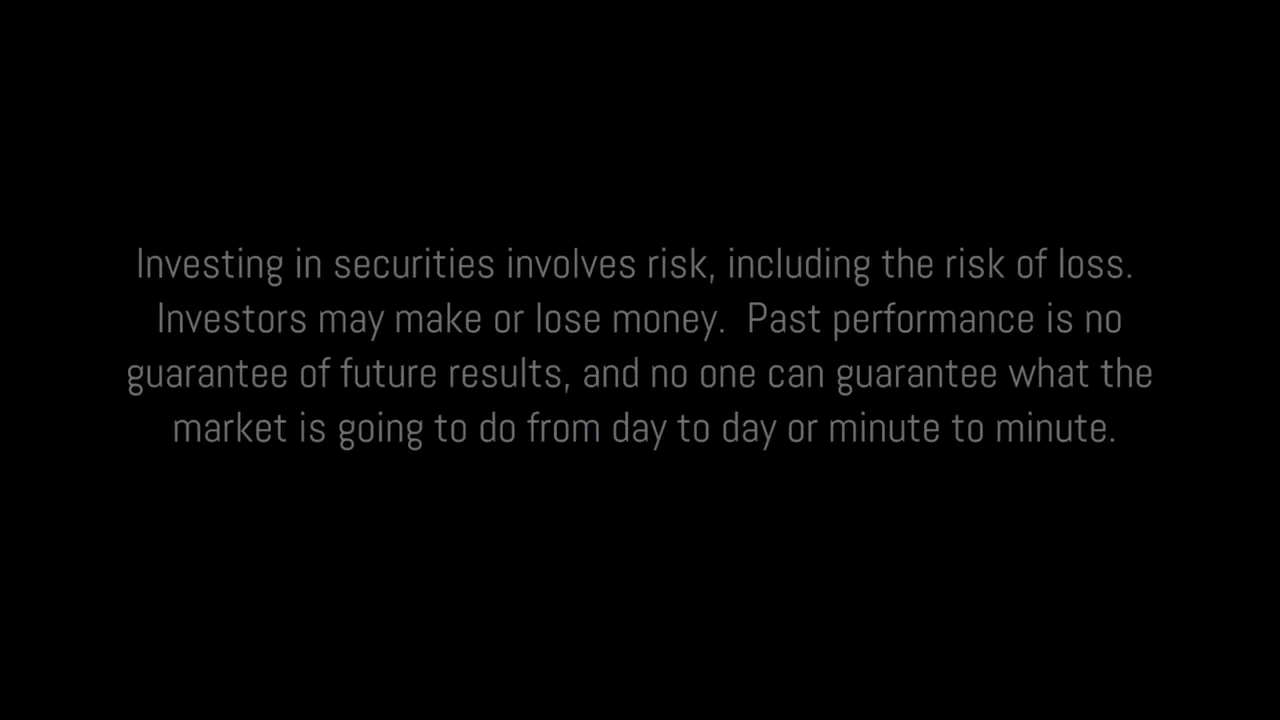 Investing in securities involves risk, including the risk of loss.
Investors may make or lose money.  Past performance is no
guarantee of future results, and no one can guarantee what the
market is going to do from day to day or minute to minute.